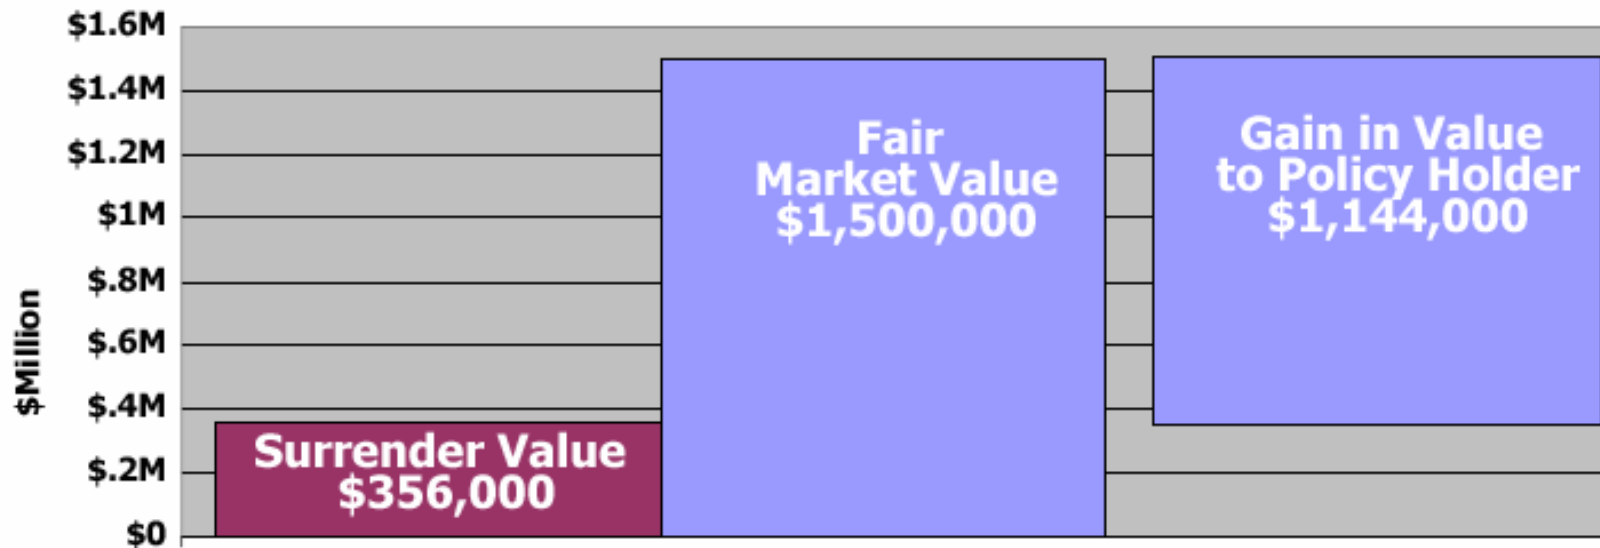 $1.6M
$1.4M
$1.2M
$1M
$.8M
$.6M
$.4M
$.2M
$0
$Million
Surrender Value
$356,000
Fair
Market Value
$1,500,000
Gain in Value
to Policy Holder
$1,144,000